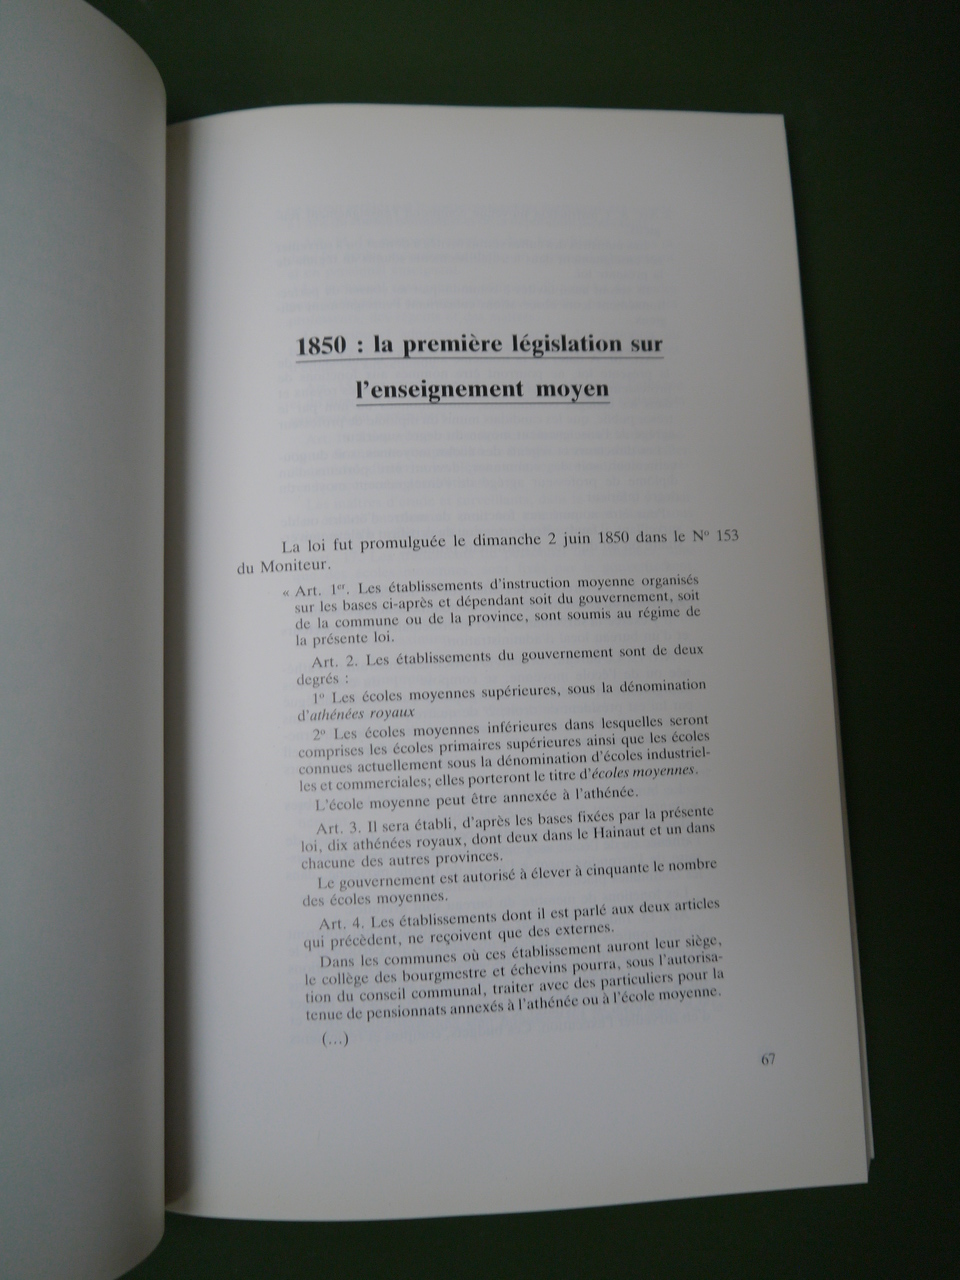 1850 : la première législation sur
l'enseignement moyen
La loi fut promulguée le dimanche 2 juin 1850 dans le N° 153
du Moniteur.
« Art. 1er. Les établissements d'instruction moyenne organisés
sur les bases ci-après et dépendant soit du gouvernement, soit
de la commune ou de la province, sont soumis au régime de
la présente loi.
Art. 2. Les établissements du gouvernement sont de deux
degrés :
1° Les écoles moyennes supérieures, sous la dénomination
d'athénées royaux
2° Les écoles moyennes inférieures dans lesquelles seront
comprises les écoles primaires supérieures ainsi que les écoles
connues actuellement sous la dénomination d'écoles industriel-
les et commerciales; elles porteront le titre d'écoles moyennes.
L'école moyenne peut être annexée à l'athénée.
Art. 3. Il sera établi, d'après les bases fixées par la présente
loi, dix athénées royaux, dont deux dans le Hainaut et un dans
chacune des autres provinces.
Le gouvernement est autorisé à élever à cinquante le nombre
des écoles moyennes.
Art. 4. Les établissements dont il est parlé aux deux articles
qui précèdent, ne reçoivent que des externes.
Dans les communes où ces établissement auront leur siège,
le collège des bourgmestre et échevins pourra, sous l'autorisa-
tion du conseil communal, traiter avec des particuliers pour la
tenue de pensionnats annexés à l'athénée ou à l'école moyenne.
(...)
67